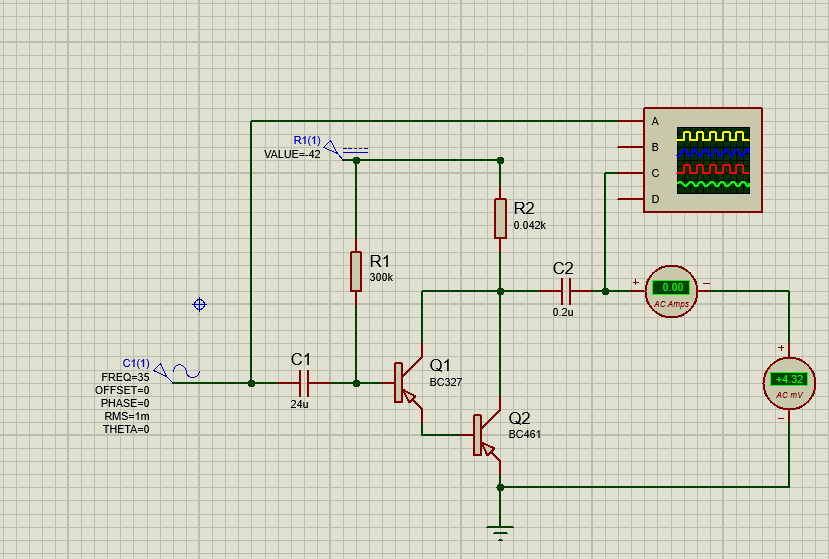 A
R1(1)
VALUE=-42
B
C
D
R2
0.042k
R1
300k
C2
0.2u
+
−
0.00
AC Amps
C1(1)
FREQ=35
OFFSET=0
PHASE=0
RMS=1m
THETA=0
C1
24u
Q1
BC327
+
+4.32
AC mV
−
Q2
BC461